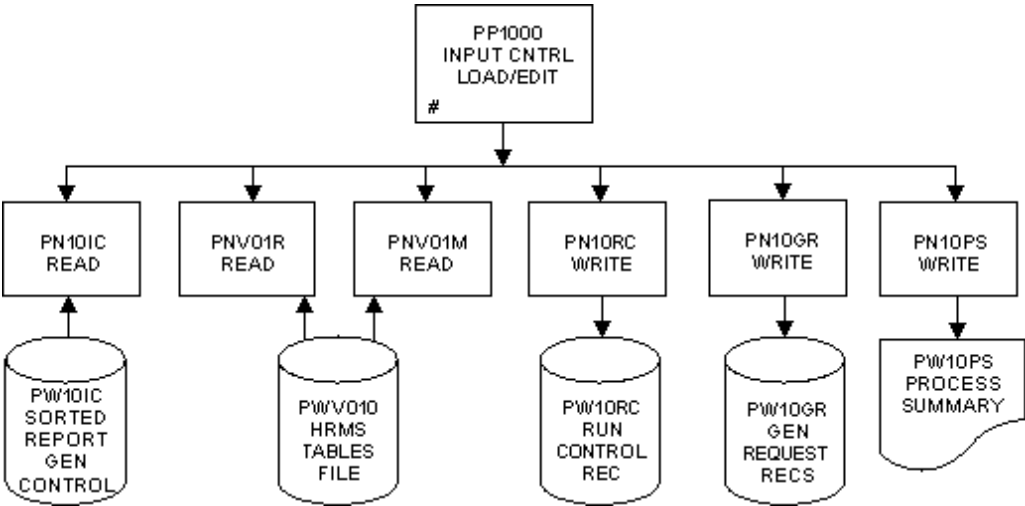 PP1000
INPUT CNTRL
LOAD/EDIT
#
PN10IC
READ
PNV01R
READ
PNV01M
READ
PN10RC
WRITE
PN10GR
WRITE
PN10PS
WRITE
PW10IC
SORTED
REPORT
GEN
CONTROL
PWV010
HRMS
TABLES
FILE
PW10RC
RUN
CONTROL
REC
PW10GR
GEN
REQUEST
RECS
PW10PS
PROCESS
SUMMARY